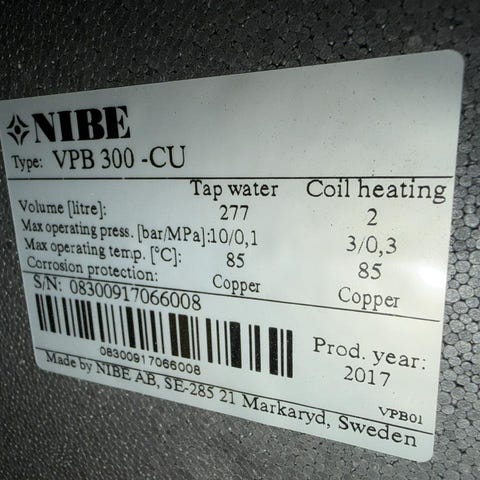 NIBE
Type: VPB 300 -CU
Tap water Coil heating
Volume [litre]: 277 2
Max operating press. [bar/MPa]: 10/0,1 3/0,3
Max operating temp. [°C]: 85 85
Corrosion protection: Copper Copper
S/N: 08300917066008
08300917066008
Prod. year:
2017
Made by NIBE AB, SE-285 21 Markaryd, Sweden
VPB01